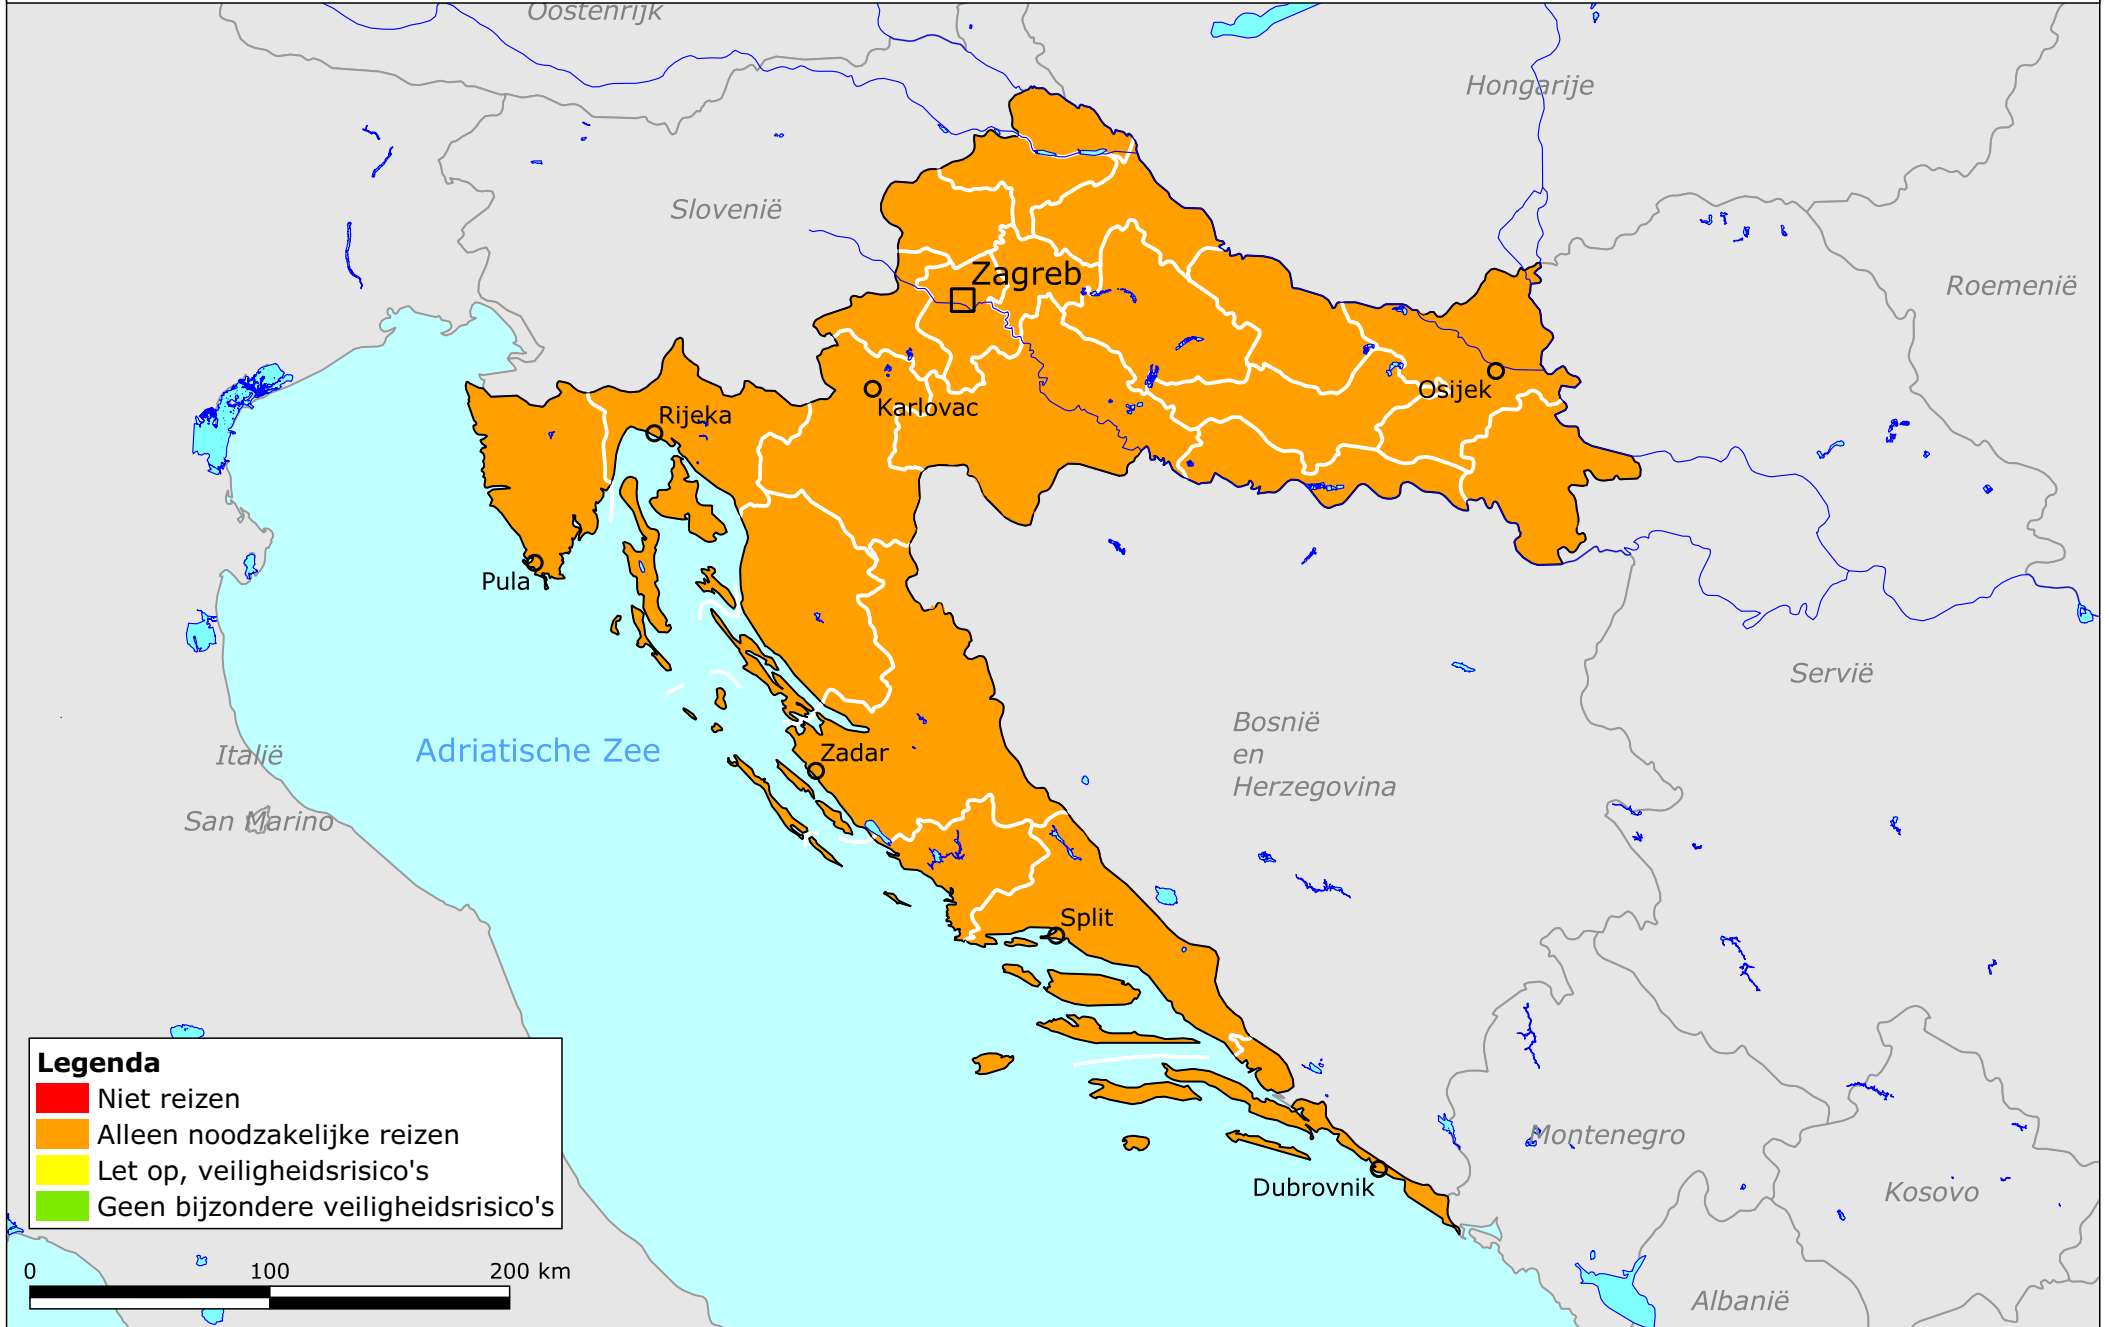 Oostenrijk
Hongarije
Slovenië
Zagreb
Roemenië
Osijek
Karlovac
Rijeka
Pula
Servië
Bosnië
en
Herzegovina
Italië
Adriatische Zee
Zadar
San Marino
Split
Legenda
Niet reizen
Alleen noodzakelijke reizen
Let op, veiligheidsrisico's
Geen bijzondere veiligheidsrisico's
Montenegro
Dubrovnik
Kosovo
0 100 200 km
Albanië